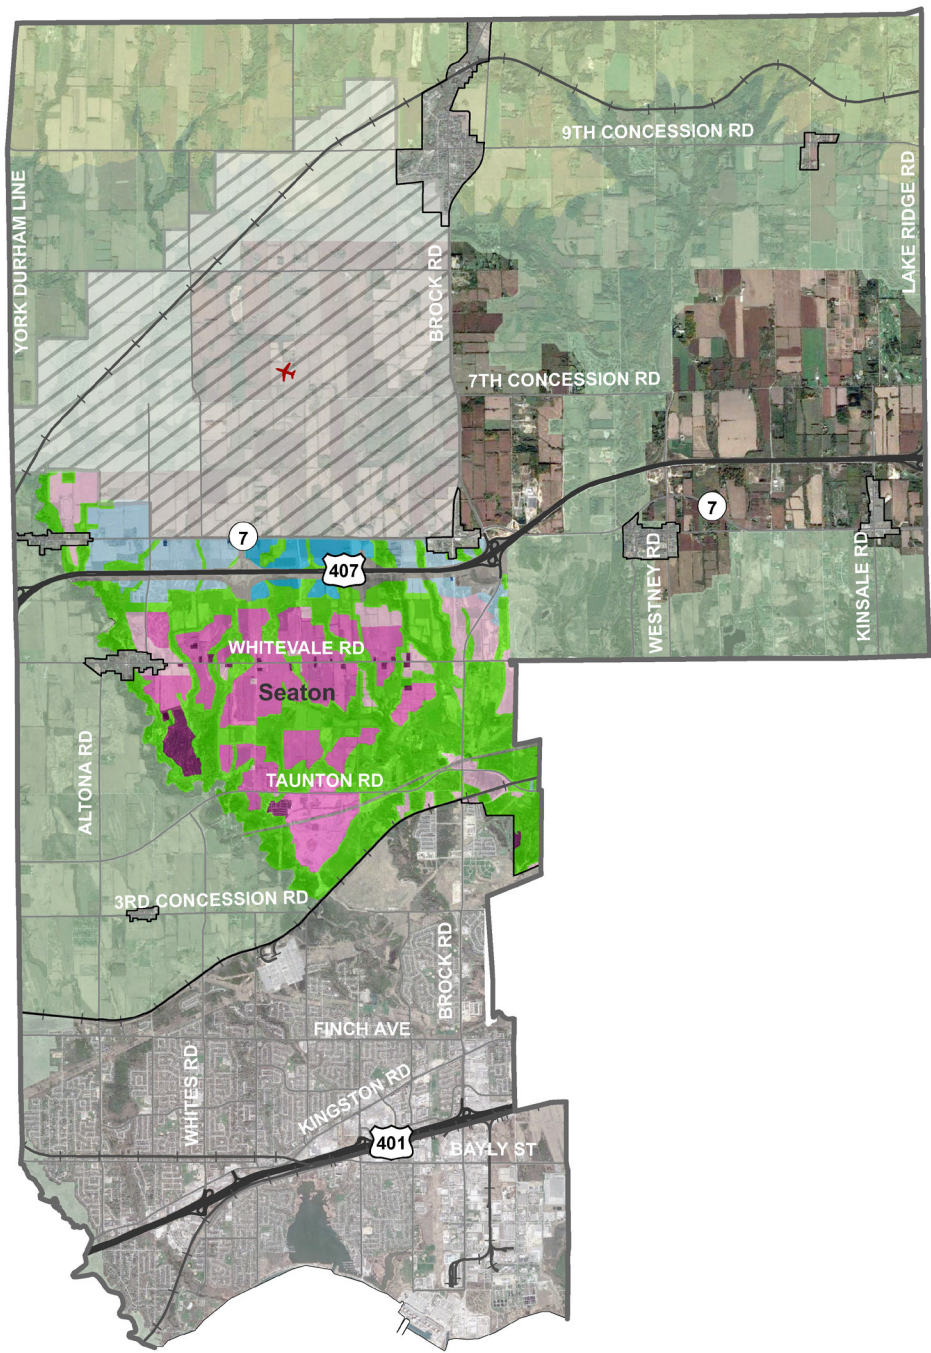 9TH CONCESSION RD
YORK DURHAM LINE
LAKE RIDGE RD
BROCK RD
7TH CONCESSION RD
7
7
407
WESTNEY RD
KINSALE RD
WHITEVALE RD
Seaton
ALTONA RD
TAUNTON RD
3RD CONCESSION RD
BROCK RD
FINCH AVE
WHITES RD
KINGSTON RD
401
BAYLY ST